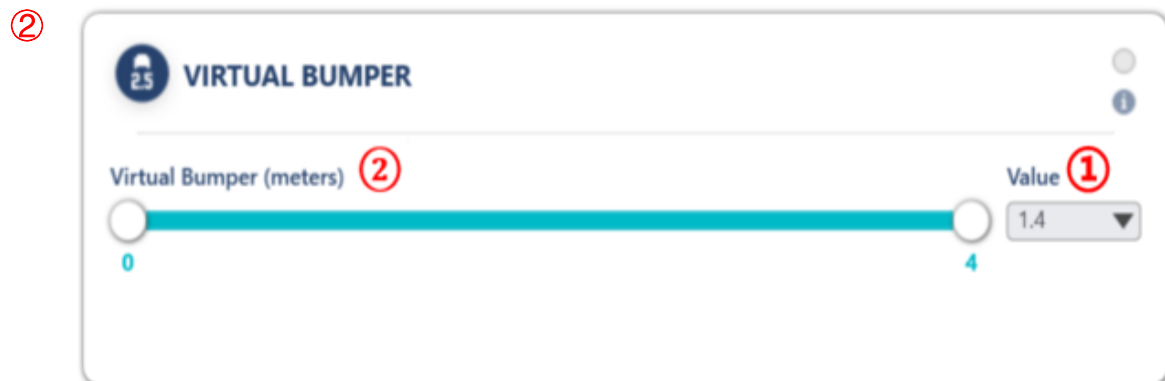 ②
2.5 VIRTUAL BUMPER
i
Virtual Bumper (meters) ② Value ①
1.4
0 4